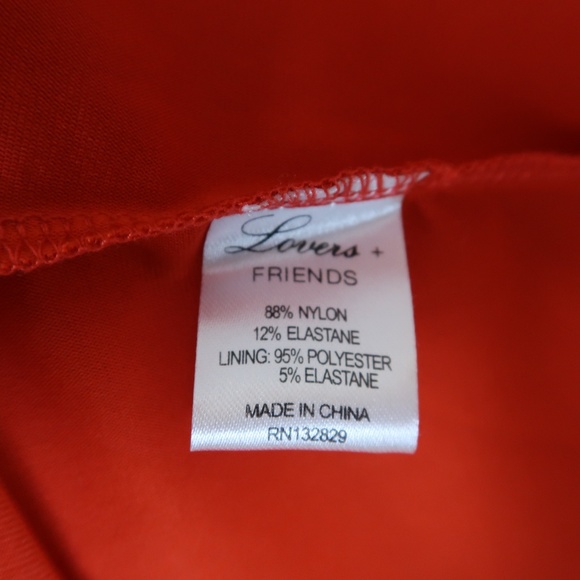 Lovers +
FRIENDS
88% NYLON
12% ELASTANE
LINING: 95% POLYESTER
5% ELASTANE
MADE IN CHINA
RN132829